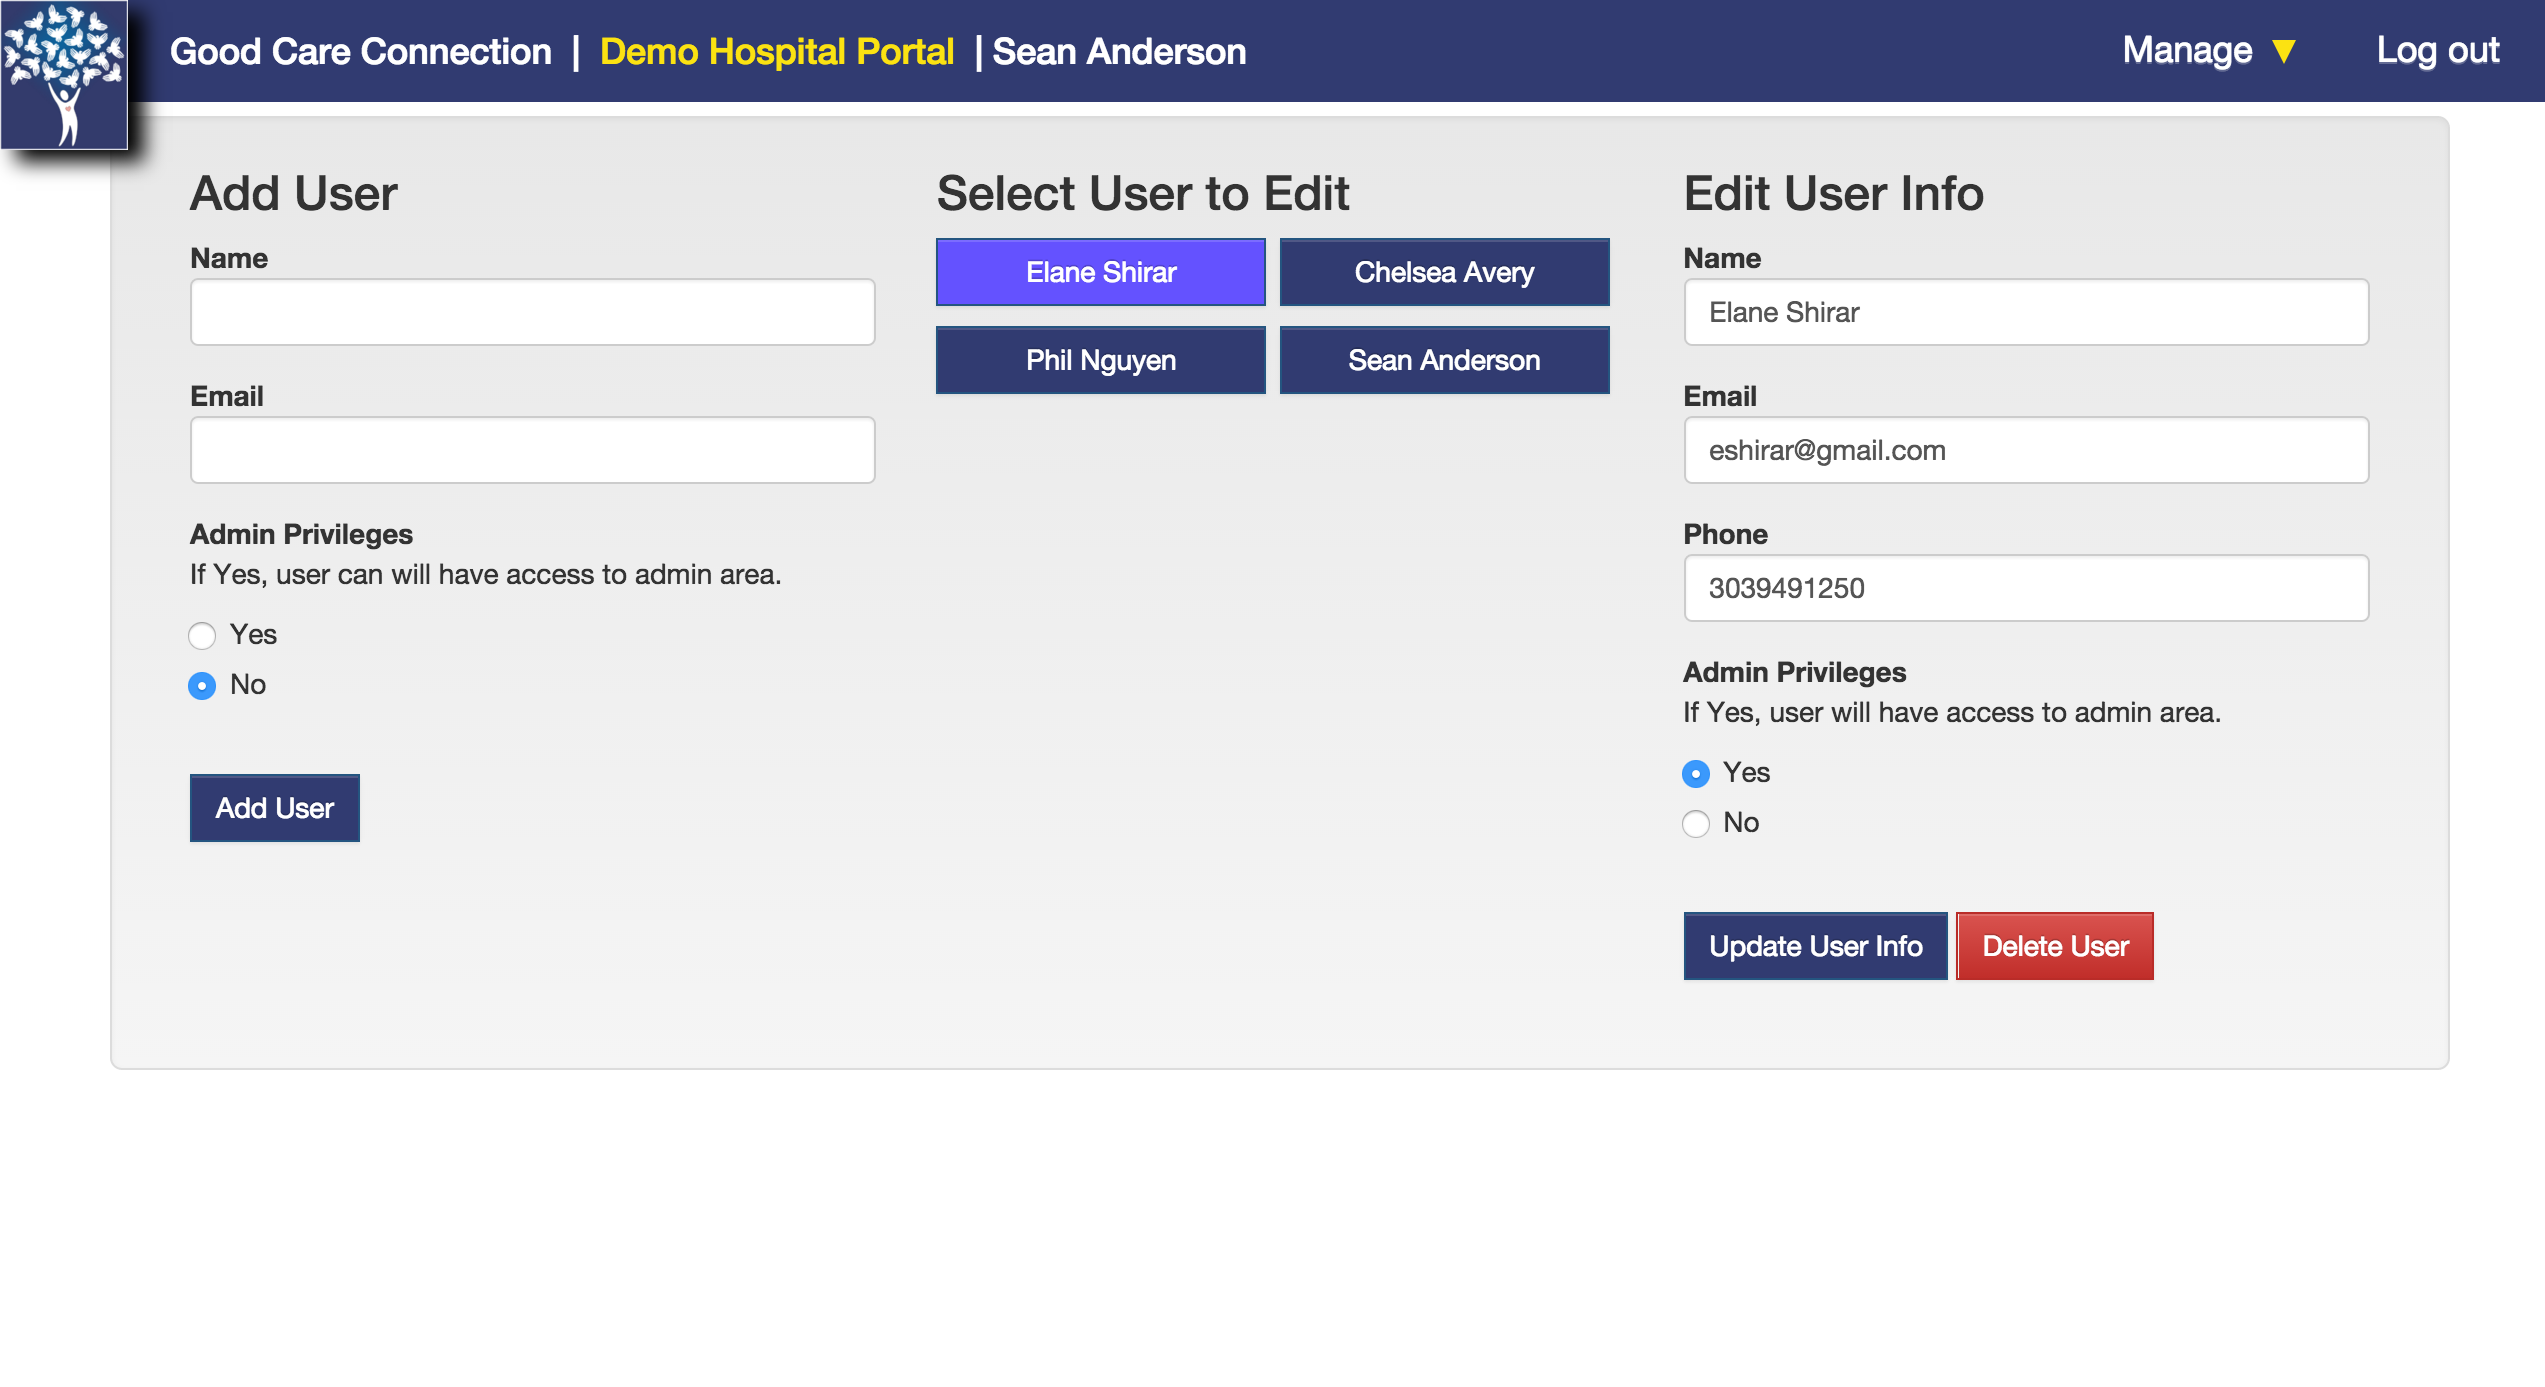 Good Care Connection | Demo Hospital Portal | Sean Anderson
Manage ▼ Log out
Add User
Name
Email
Admin Privileges
If Yes, user can will have access to admin area.
Yes
No
Add User
Select User to Edit
Elane Shirar
Chelsea Avery
Phil Nguyen
Sean Anderson
Edit User Info
Name
Elane Shirar
Email
eshirar@gmail.com
Phone
3039491250
Admin Privileges
If Yes, user will have access to admin area.
Yes
No
Update User Info
Delete User